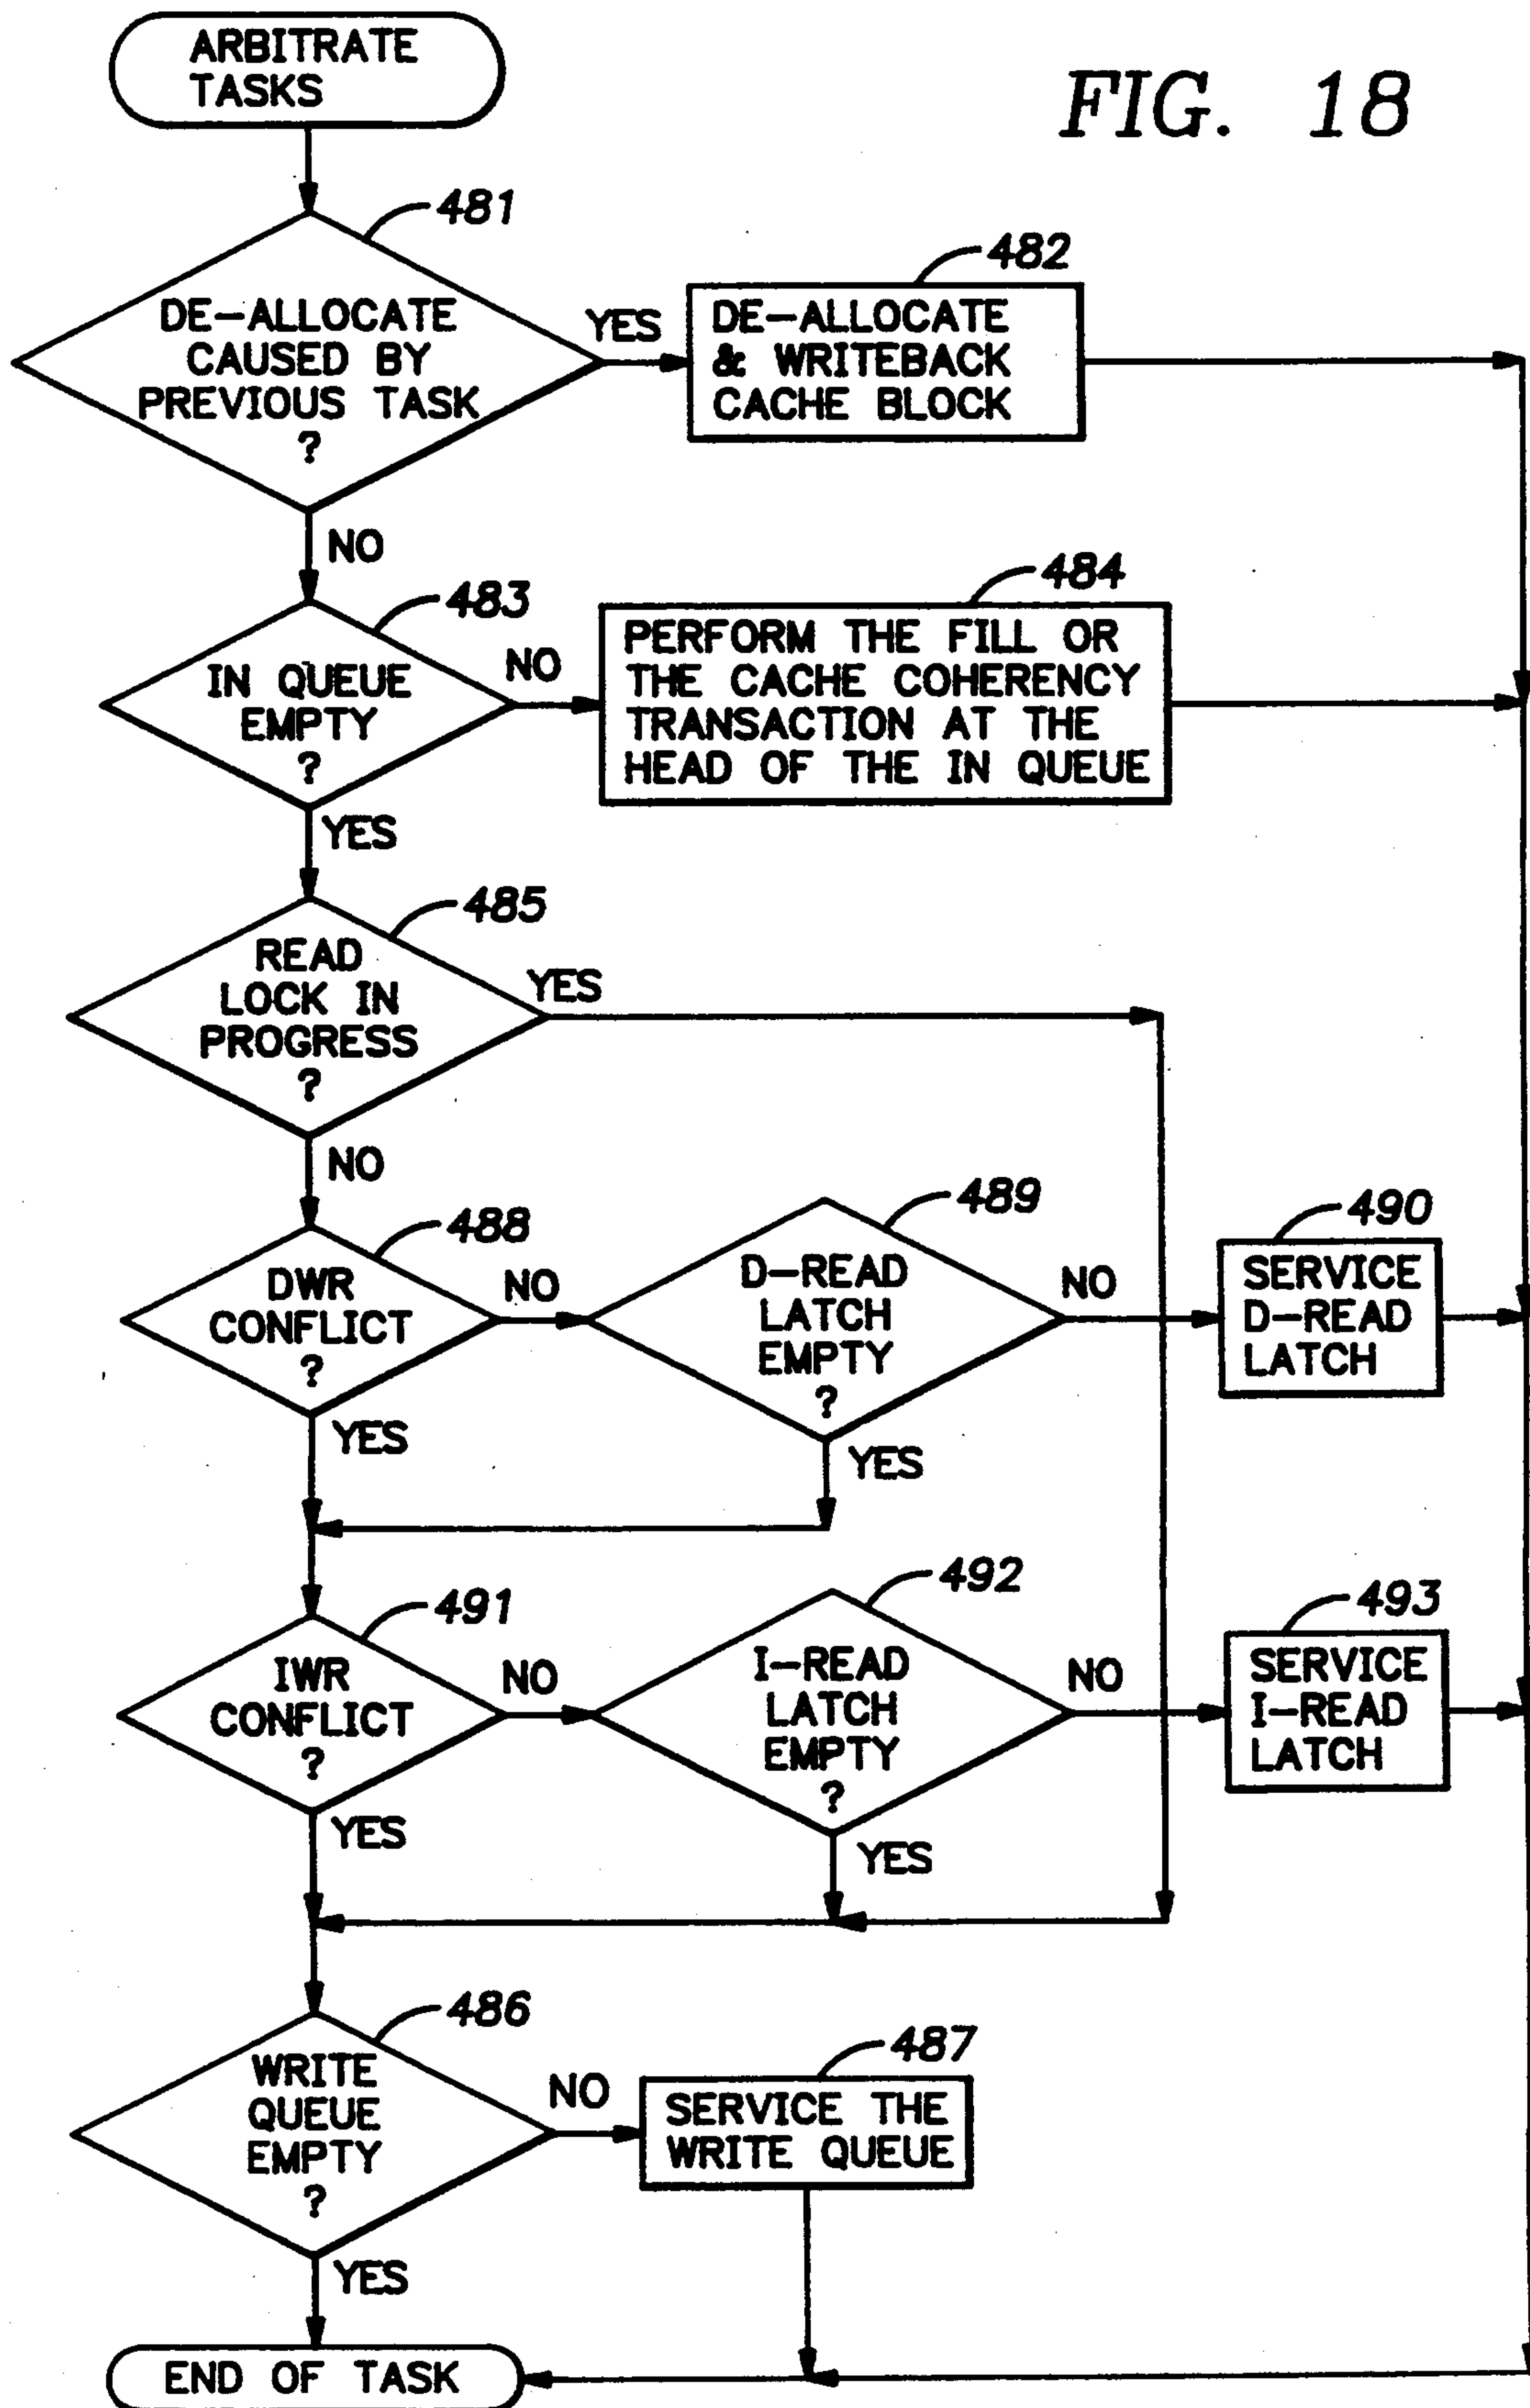 ARBITRATE
TASKS
FIG. 18
481
DE-ALLOCATE
CAUSED BY
PREVIOUS TASK
?
YES
482
DE-ALLOCATE
& WRITEBACK
CACHE BLOCK
NO
483
IN QUEUE
EMPTY
?
NO
484
PERFORM THE FILL OR
THE CACHE COHERENCY
TRANSACTION AT THE
HEAD OF THE IN QUEUE
YES
485
READ
LOCK IN
PROGRESS
?
YES
NO
488
DWR
CONFLICT
?
NO
489
D-READ
LATCH
EMPTY
?
NO
490
SERVICE
D-READ
LATCH
YES
YES
491
IWR
CONFLICT
?
NO
492
I-READ
LATCH
EMPTY
?
NO
493
SERVICE
I-READ
LATCH
YES
YES
486
WRITE
QUEUE
EMPTY
?
NO
487
SERVICE THE
WRITE QUEUE
YES
END OF TASK